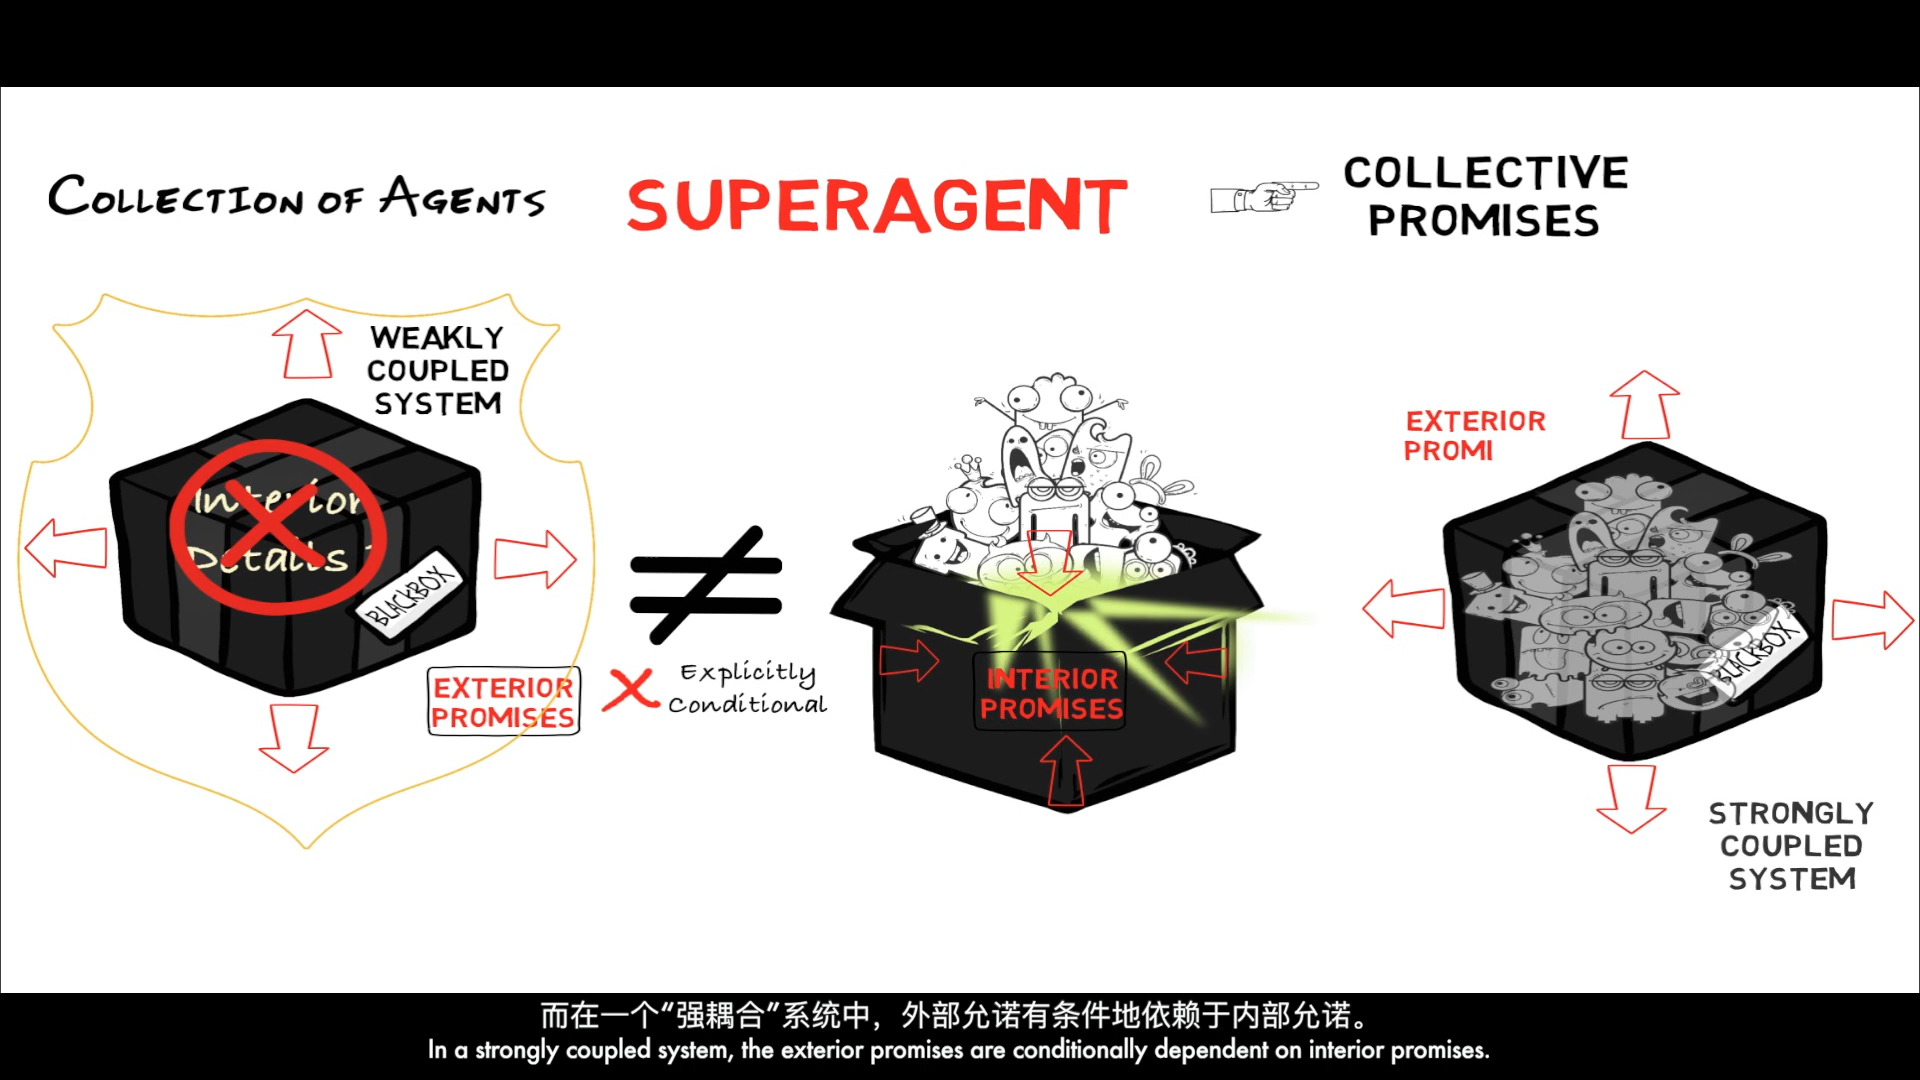 COLLECTION OF AGENTS
SUPERAGENT
COLLECTIVE
PROMISES
WEAKLY
COUPLED
SYSTEM
Interior
Details ?
BLACKBOX
EXTERIOR
PROMISES
Explicitly
Conditional
INTERIOR
PROMISES
EXTERIOR
PROMI
BLACKBOX
STRONGLY
COUPLED
SYSTEM
而在一个“强耦合”系统中，外部允诺有条件地依赖于内部允诺。
In a strongly coupled system, the exterior promises are conditionally dependent on interior promises.